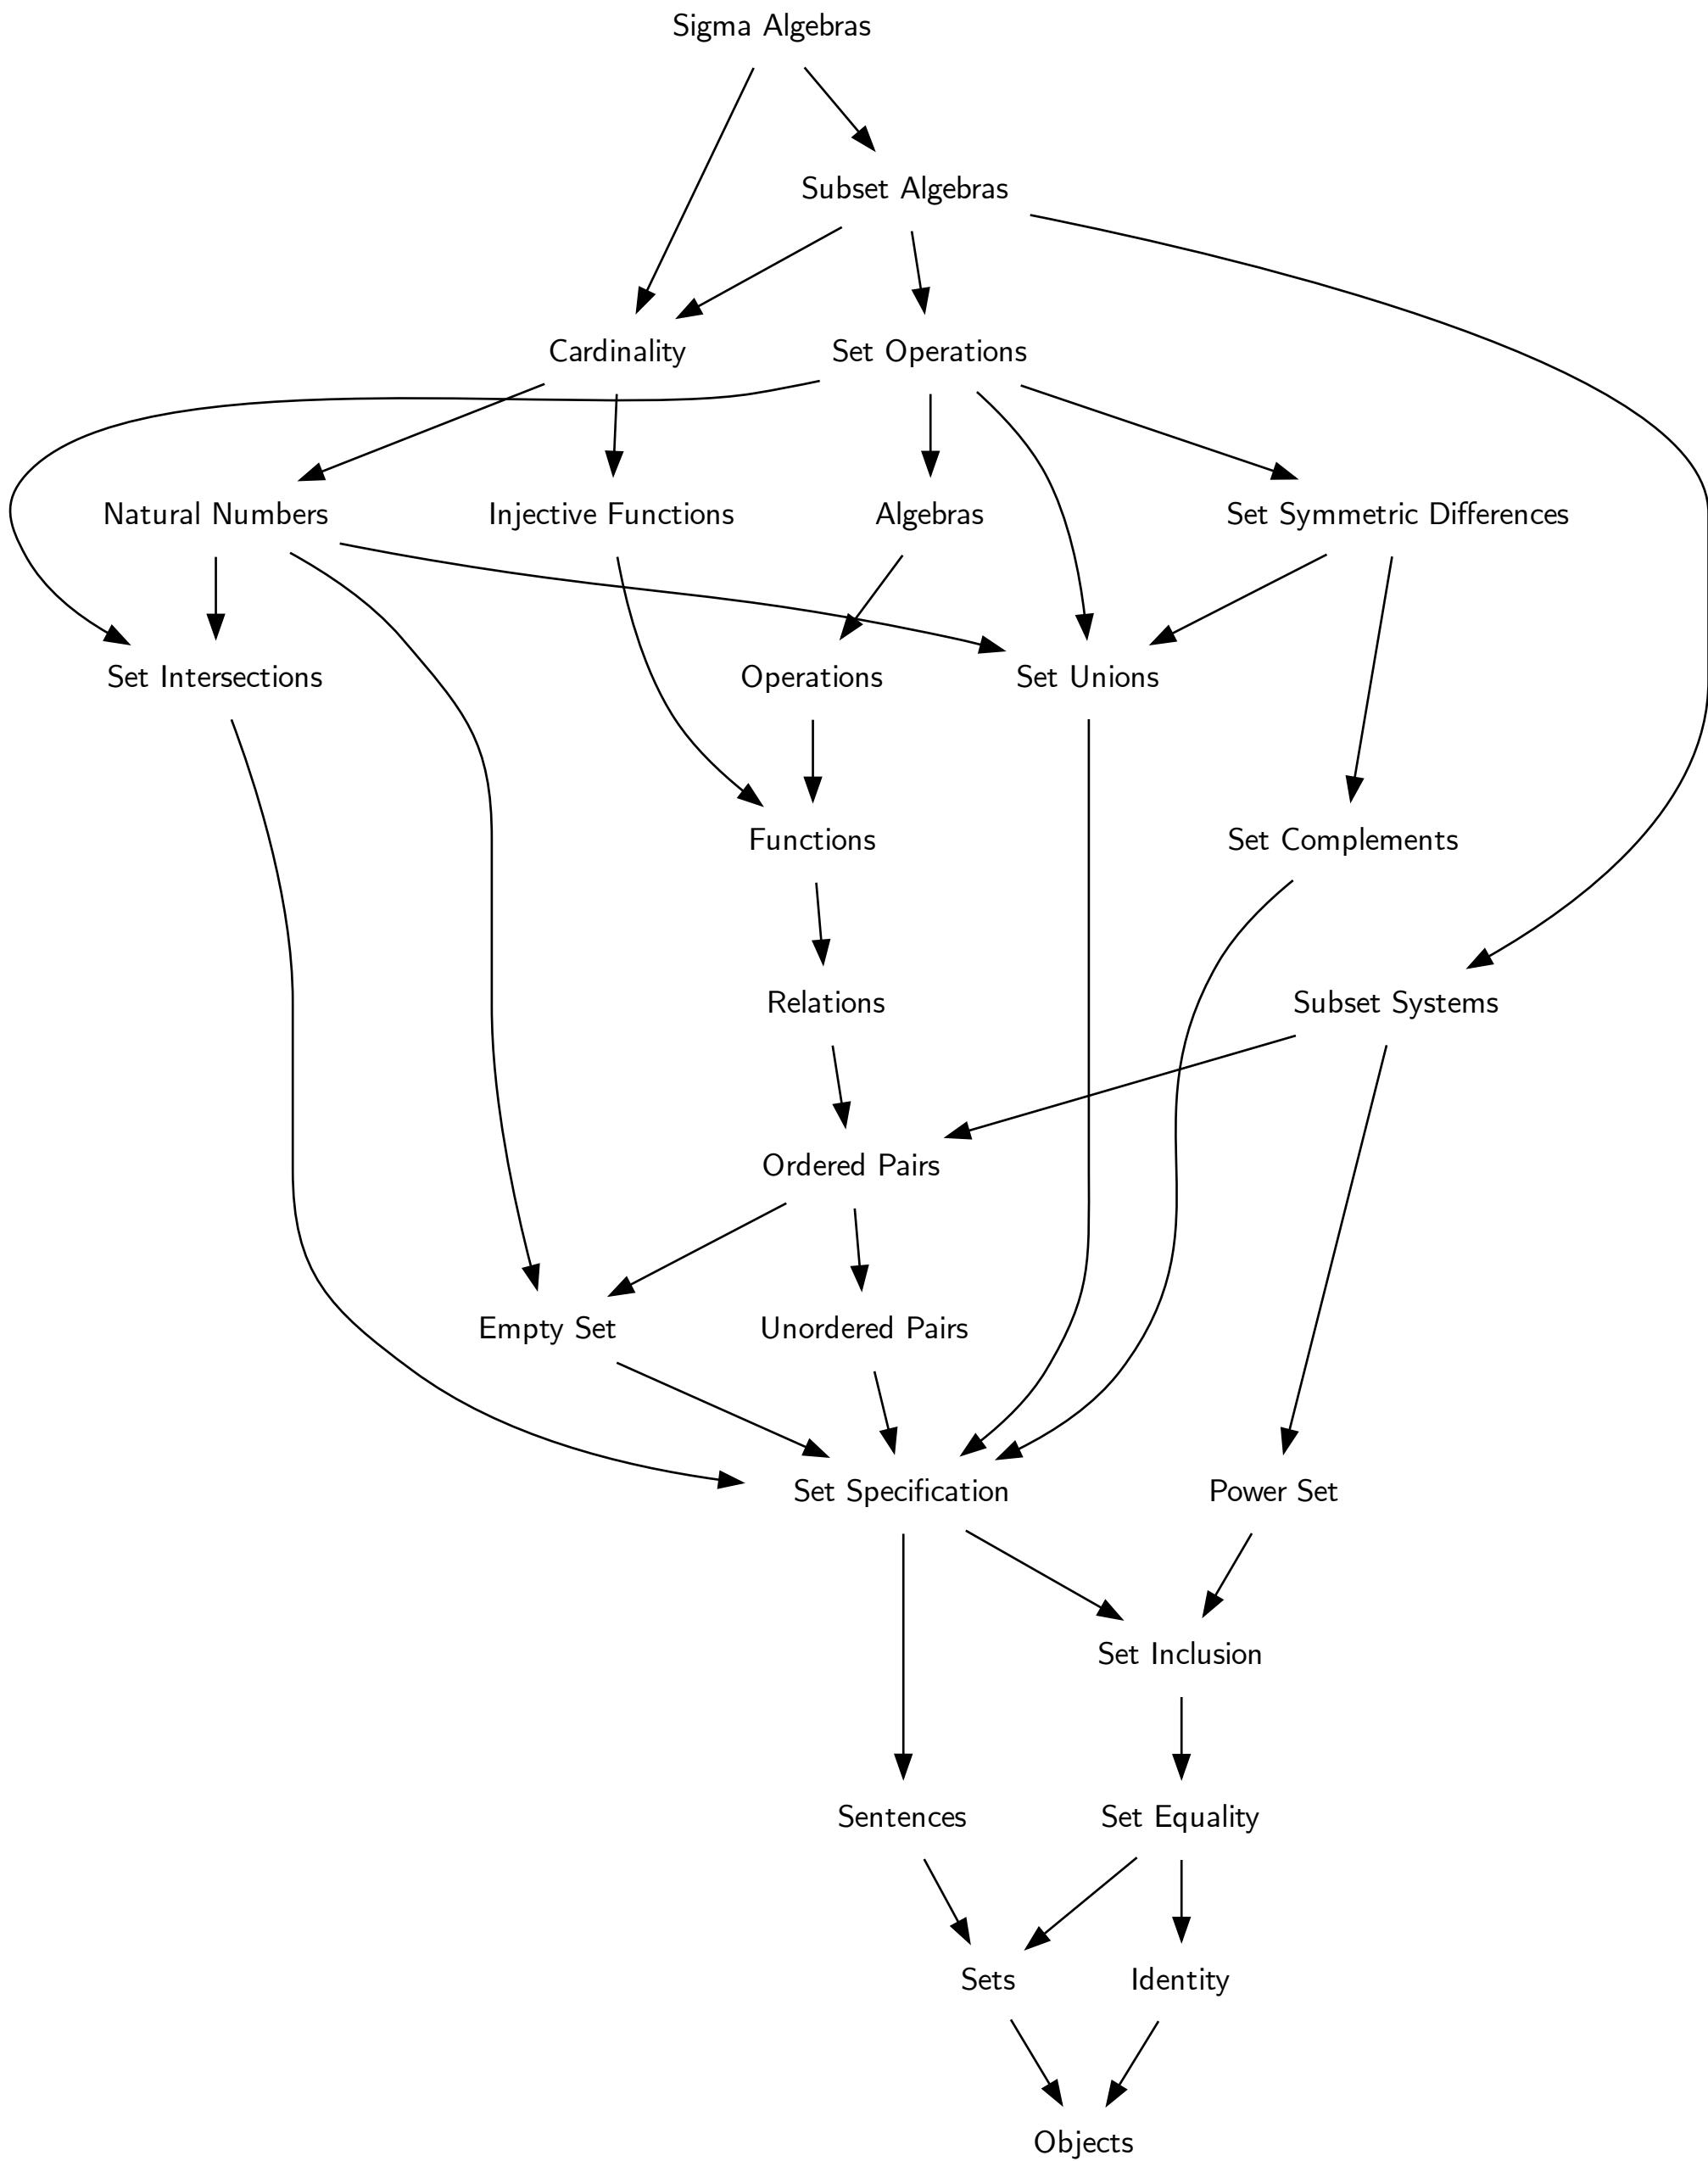 Sigma Algebras
Subset Algebras
Cardinality
Set Operations
Natural Numbers
Injective Functions
Algebras
Set Symmetric Differences
Set Intersections
Operations
Set Unions
Functions
Set Complements
Relations
Subset Systems
Ordered Pairs
Empty Set
Unordered Pairs
Set Specification
Power Set
Set Inclusion
Sentences
Set Equality
Sets
Identity
Objects